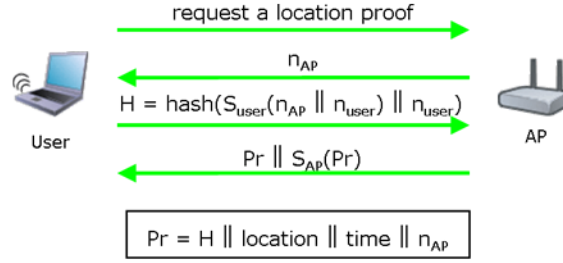 request a location proof
n_AP
H = hash(S_user(n_AP || n_user) || n_user)
User
AP
Pr || S_AP(Pr)
Pr = H || location || time || n_AP